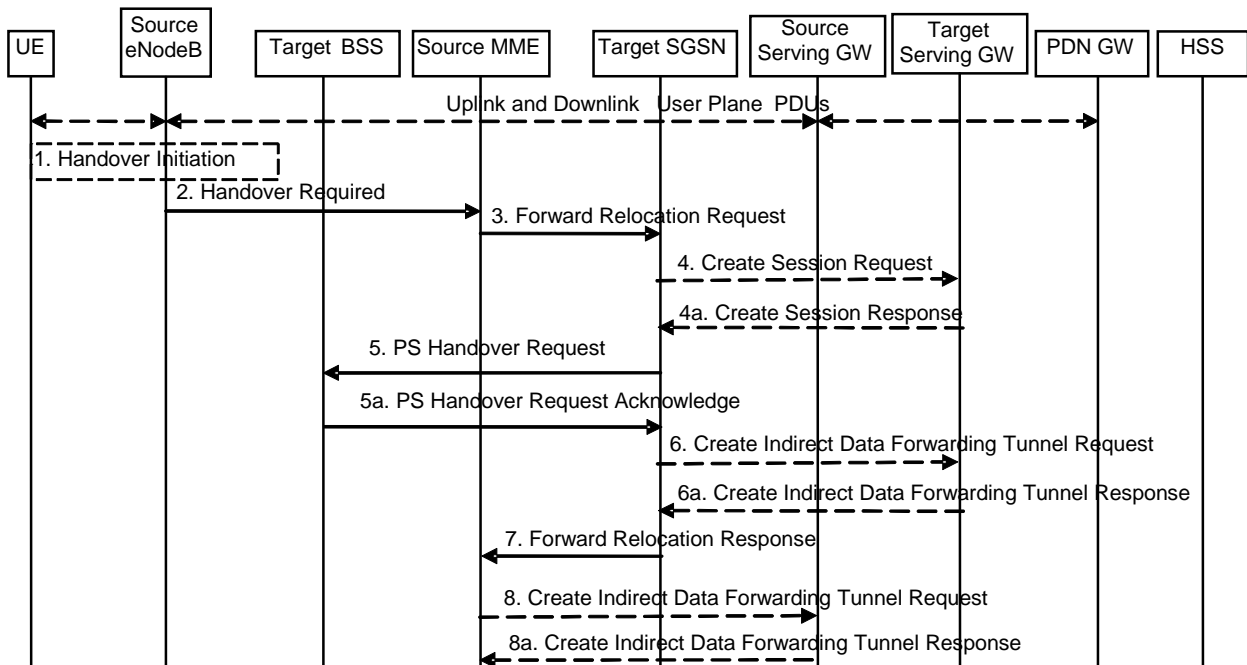 UE
Source
eNodeB
Target BSS
Source MME
Target SGSN
Source
Serving GW
Target
Serving GW
PDN GW
HSS
Uplink and Downlink User Plane PDUs
1. Handover Initiation
2. Handover Required
3. Forward Relocation Request
4. Create Session Request
4a. Create Session Response
5. PS Handover Request
5a. PS Handover Request Acknowledge
6. Create Indirect Data Forwarding Tunnel Request
6a. Create Indirect Data Forwarding Tunnel Response
7. Forward Relocation Response
8. Create Indirect Data Forwarding Tunnel Request
8a. Create Indirect Data Forwarding Tunnel Response